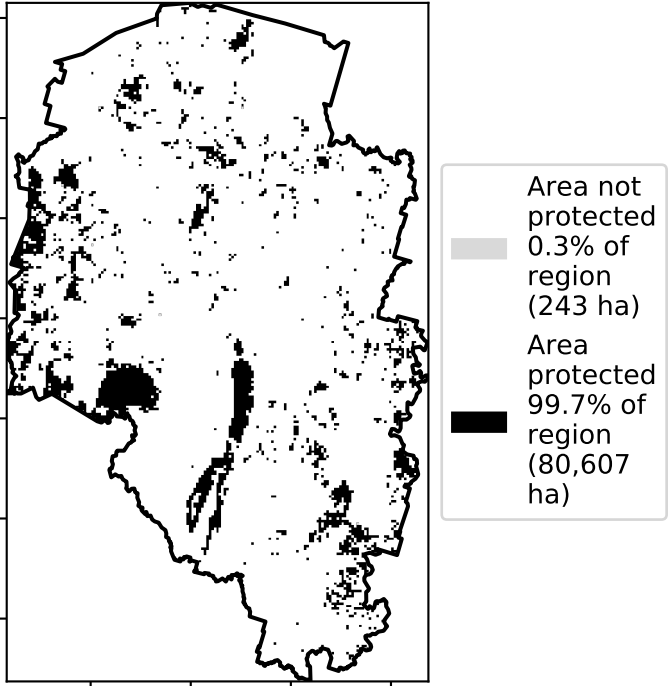 Area not
protected
0.3% of
region
(243 ha)
Area
protected
99.7% of
region
(80,607
ha)